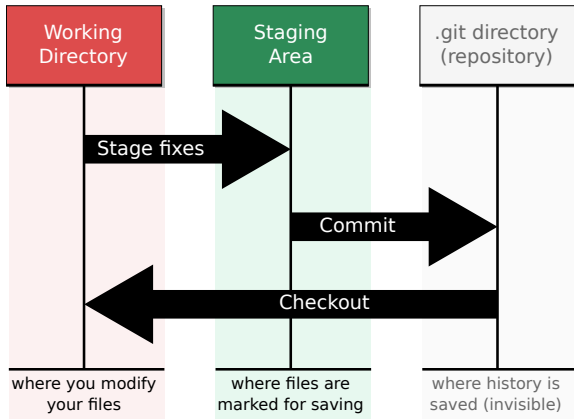 Working
Directory
Staging
Area
.git directory
(repository)
Stage fixes
Commit
Checkout
where you modify
your files
where files are
marked for saving
where history is
saved (invisible)